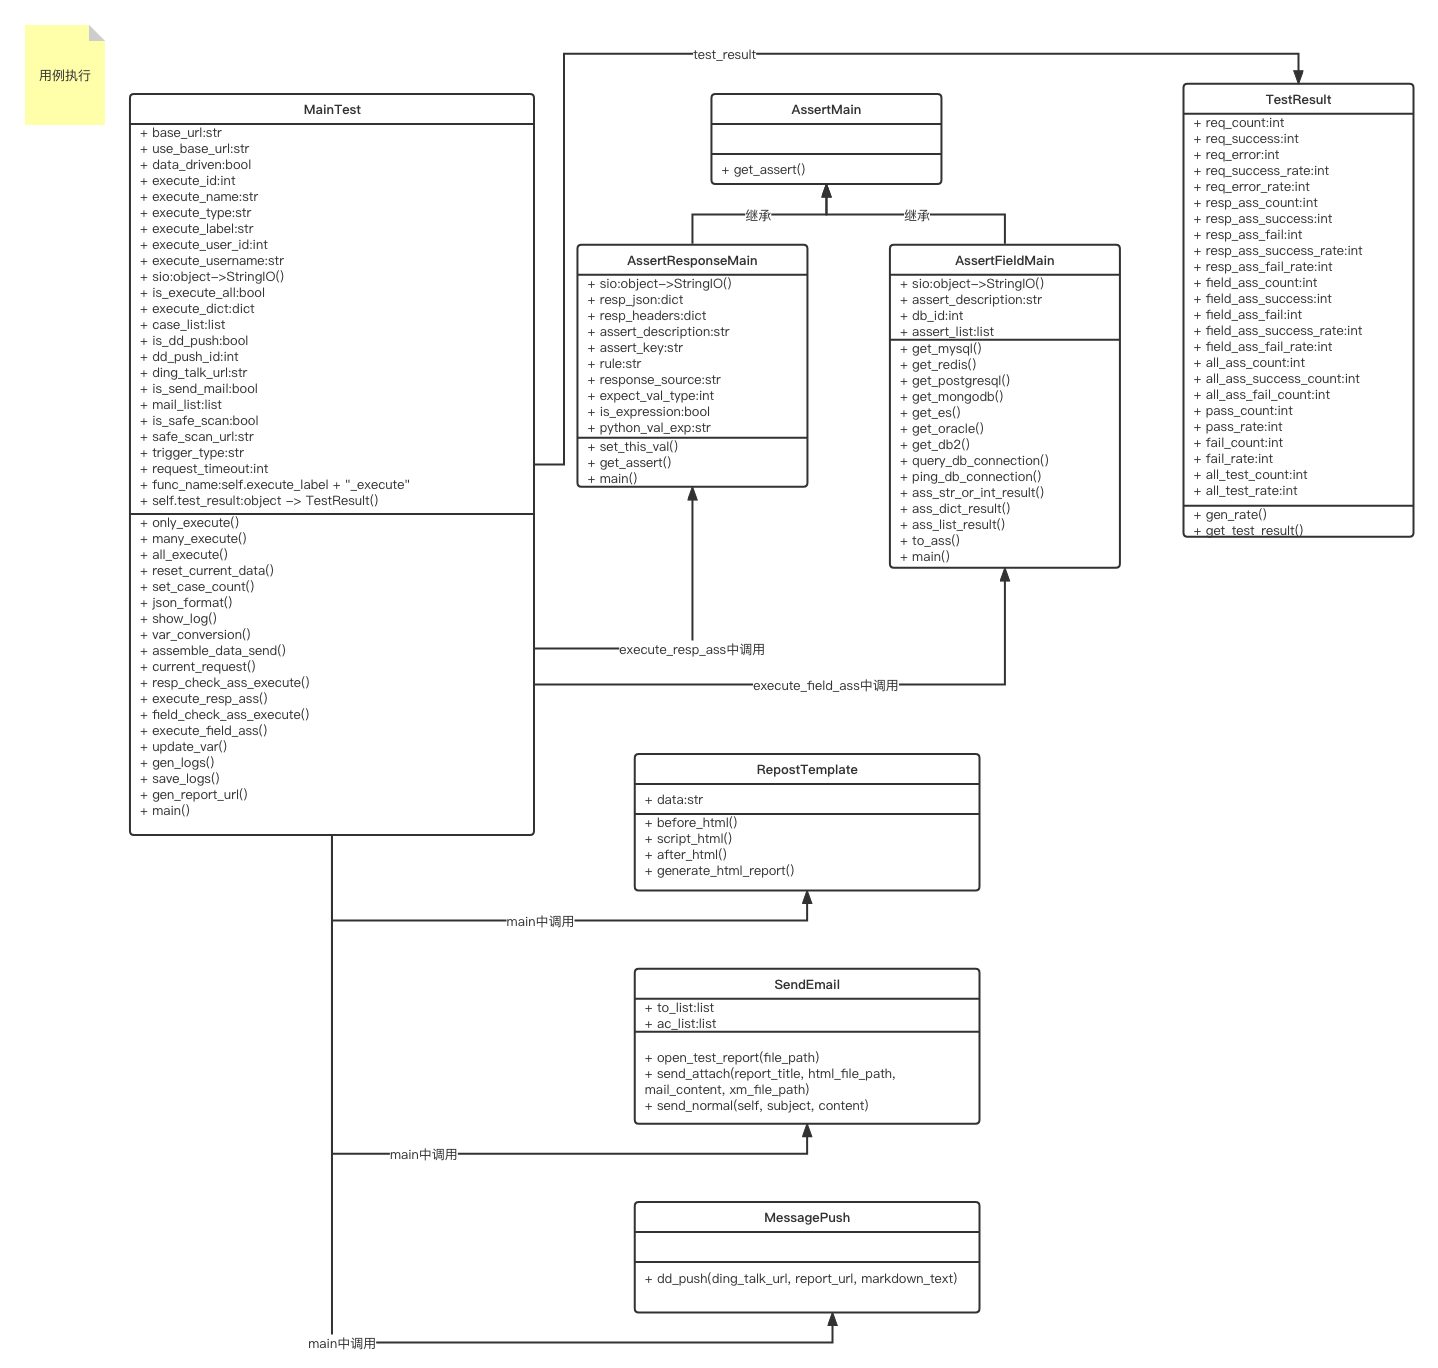 用例执行
test_result
MainTest
+ base_url:str
+ use_base_url:str
+ data_driven:bool
+ execute_id:int
+ execute_name:str
+ execute_type:str
+ execute_label:str
+ execute_user_id:int
+ execute_username:str
+ sio:object->StringIO()
+ is_execute_all:bool
+ execute_dict:dict
+ case_list:list
+ is_dd_push:bool
+ dd_push_id:int
+ ding_talk_url:str
+ is_send_mail:bool
+ mail_list:list
+ is_safe_scan:bool
+ safe_scan_url:str
+ trigger_type:str
+ request_timeout:int
+ func_name:self.execute_label + "_execute"
+ self.test_result:object -> TestResult()
+ only_execute()
+ many_execute()
+ all_execute()
+ reset_current_data()
+ set_case_count()
+ json_format()
+ show_log()
+ var_conversion()
+ assemble_data_send()
+ current_request()
+ resp_check_ass_execute()
+ execute_resp_ass()
+ field_check_ass_execute()
+ execute_field_ass()
+ update_var()
+ gen_logs()
+ save_logs()
+ gen_report_url()
+ main()
AssertMain
+ get_assert()
继承
继承
AssertResponseMain
+ sio:object->StringIO()
+ resp_json:dict
+ resp_headers:dict
+ assert_description:str
+ assert_key:str
+ rule:str
+ response_source:str
+ expect_val_type:int
+ is_expression:bool
+ python_val_exp:str
+ set_this_val()
+ get_assert()
+ main()
AssertFieldMain
+ sio:object->StringIO()
+ assert_description:str
+ db_id:int
+ assert_list:list
+ get_mysql()
+ get_redis()
+ get_postgresql()
+ get_mongodb()
+ get_es()
+ get_oracle()
+ get_db2()
+ query_db_connection()
+ ping_db_connection()
+ ass_str_or_int_result()
+ ass_dict_result()
+ ass_list_result()
+ to_ass()
+ main()
TestResult
+ req_count:int
+ req_success:int
+ req_error:int
+ req_success_rate:int
+ req_error_rate:int
+ resp_ass_count:int
+ resp_ass_success:int
+ resp_ass_fail:int
+ resp_ass_success_rate:int
+ resp_ass_fail_rate:int
+ field_ass_count:int
+ field_ass_success:int
+ field_ass_fail:int
+ field_ass_success_rate:int
+ field_ass_fail_rate:int
+ all_ass_count:int
+ all_ass_success_count:int
+ all_ass_fail_count:int
+ pass_count:int
+ pass_rate:int
+ fail_count:int
+ fail_rate:int
+ all_test_count:int
+ all_test_rate:int
+ gen_rate()
+ get_test_result()
execute_resp_ass中调用
execute_field_ass中调用
RepostTemplate
+ data:str
+ before_html()
+ script_html()
+ after_html()
+ generate_html_report()
main中调用
SendEmail
+ to_list:list
+ ac_list:list
+ open_test_report(file_path)
+ send_attach(report_title, html_file_path,
mail_content, xm_file_path)
+ send_normal(self, subject, content)
main中调用
MessagePush
+ dd_push(ding_talk_url, report_url, markdown_text)
main中调用